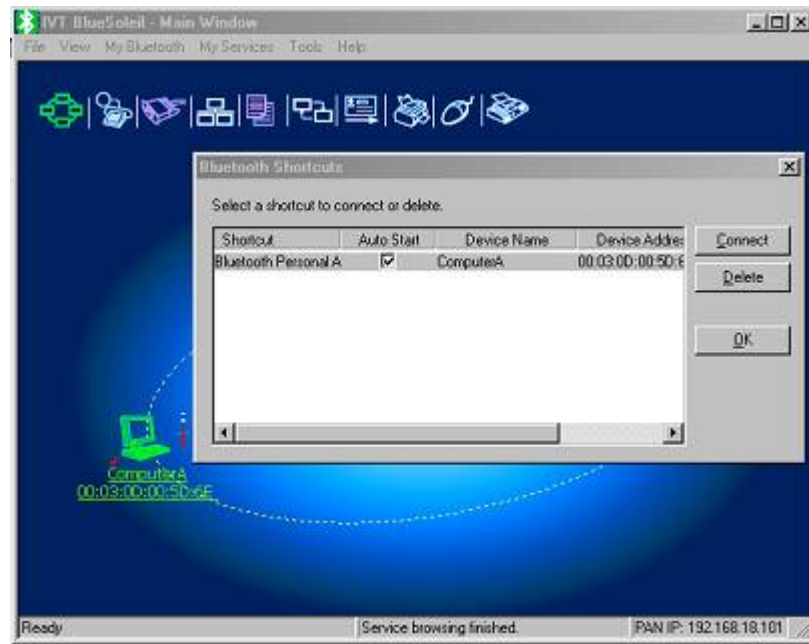 IVT BlueSoleil - Main Window
File View My Bluetooth My Services Tools Help
Bluetooth Shortcuts
Select a shortcut to connect or delete.
Shortcut Auto Start Device Name Device Addre
Bluetooth Personal A ComputerA 00:03:0D:00:5D:6
Connect
Delete
OK
ComputerA
00:03:0D:00:5D:6E
Ready Service browsing finished. PAN IP: 192.168.18.101